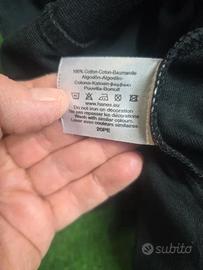 100% Cotton-Coton-Baumwolle
Algodón-Algodão-
Cotone-Katoen-
Puuvilla-Bomull
www.hanes.eu
Do not iron on decoration
Ne pas repasser les décorations
Wash with similar colours.
Laver avec couleurs similaires
20PE
subito